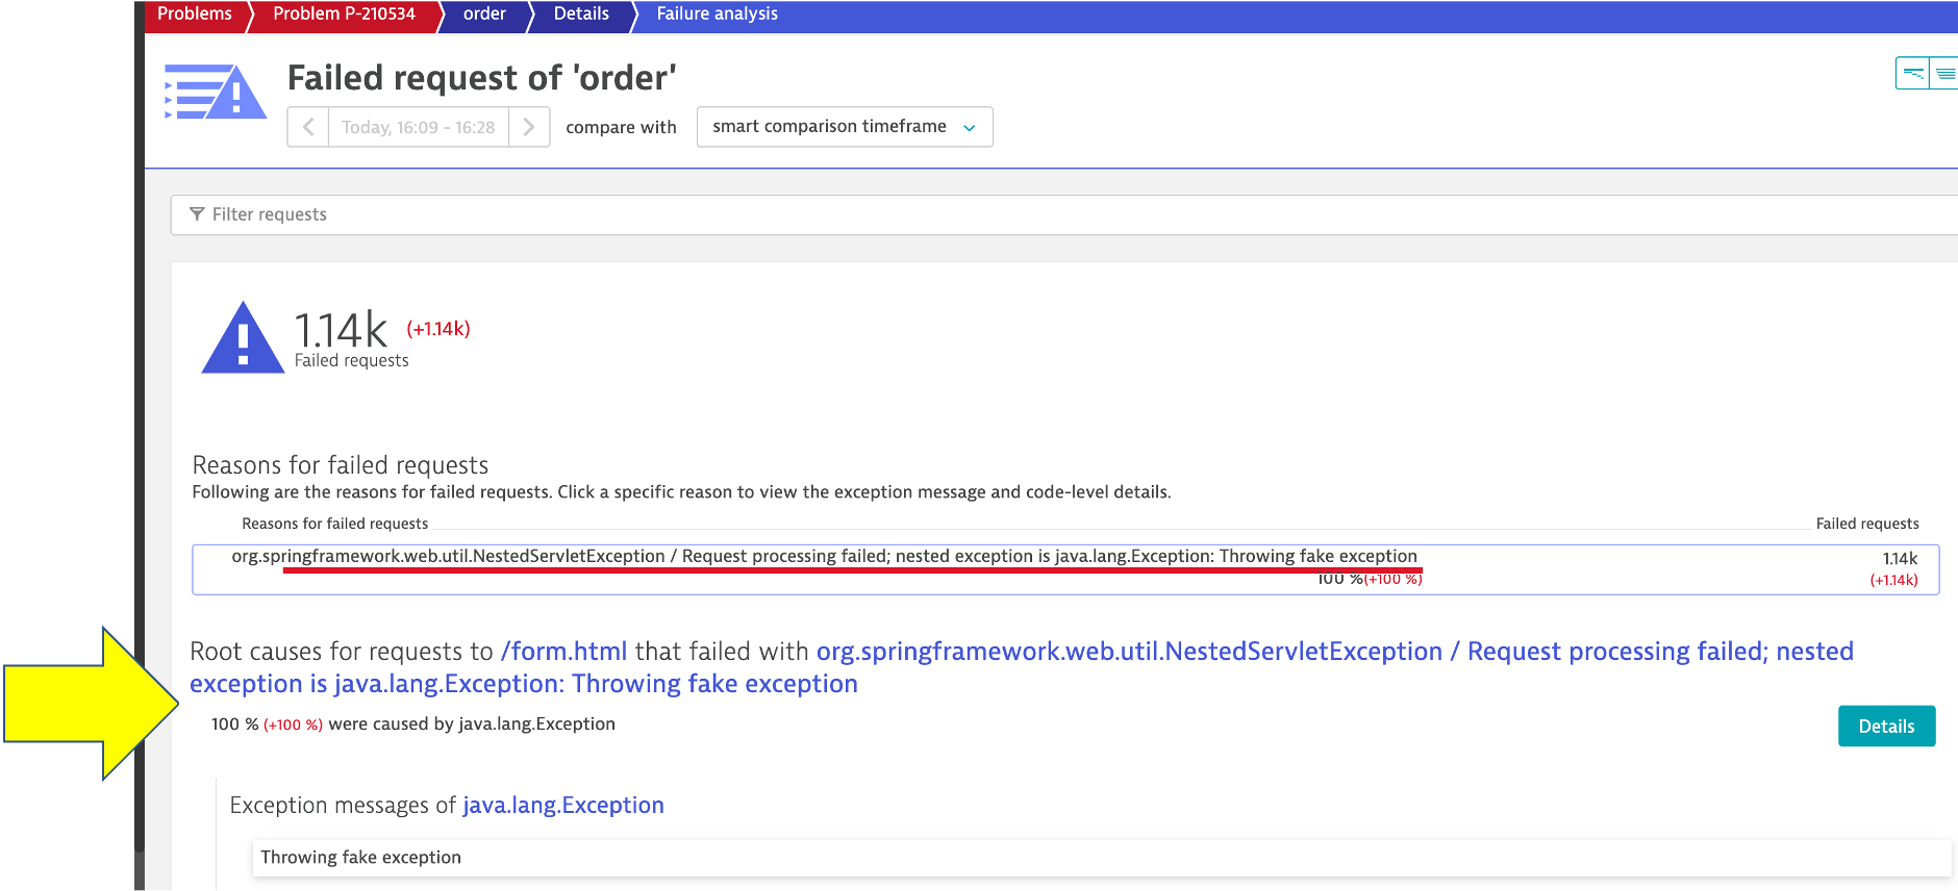 Problems Problem P-210534 order Details Failure analysis
Failed request of 'order'
Today, 16:09 - 16:28 compare with smart comparison timeframe
Filter requests
1.14k (+1.14k)
Failed requests
Reasons for failed requests
Following are the reasons for failed requests. Click a specific reason to view the exception message and code-level details.
Reasons for failed requests Failed requests
org.springframework.web.util.NestedServletException / Request processing failed; nested exception is java.lang.Exception: Throwing fake exception 1.14k
100 %(+100 %) (+1.14k)
Root causes for requests to /form.html that failed with org.springframework.web.util.NestedServletException / Request processing failed; nested
exception is java.lang.Exception: Throwing fake exception
100 % (+100 %) were caused by java.lang.Exception Details
Exception messages of java.lang.Exception
Throwing fake exception